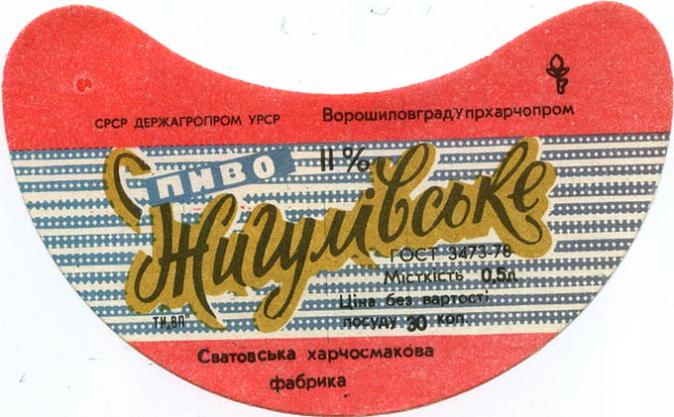 СРСР ДЕРЖАГРОПРОМ УРСР
Ворошиловградупрхарчопром
ПИВО
11%
Жигулівське
ГОСТ 3473-78
Місткість 0,5л
Ціна без вартості
посуду 30 коп.
ТИ„ВЛ"
Сватовська харчосмакова
фабрика